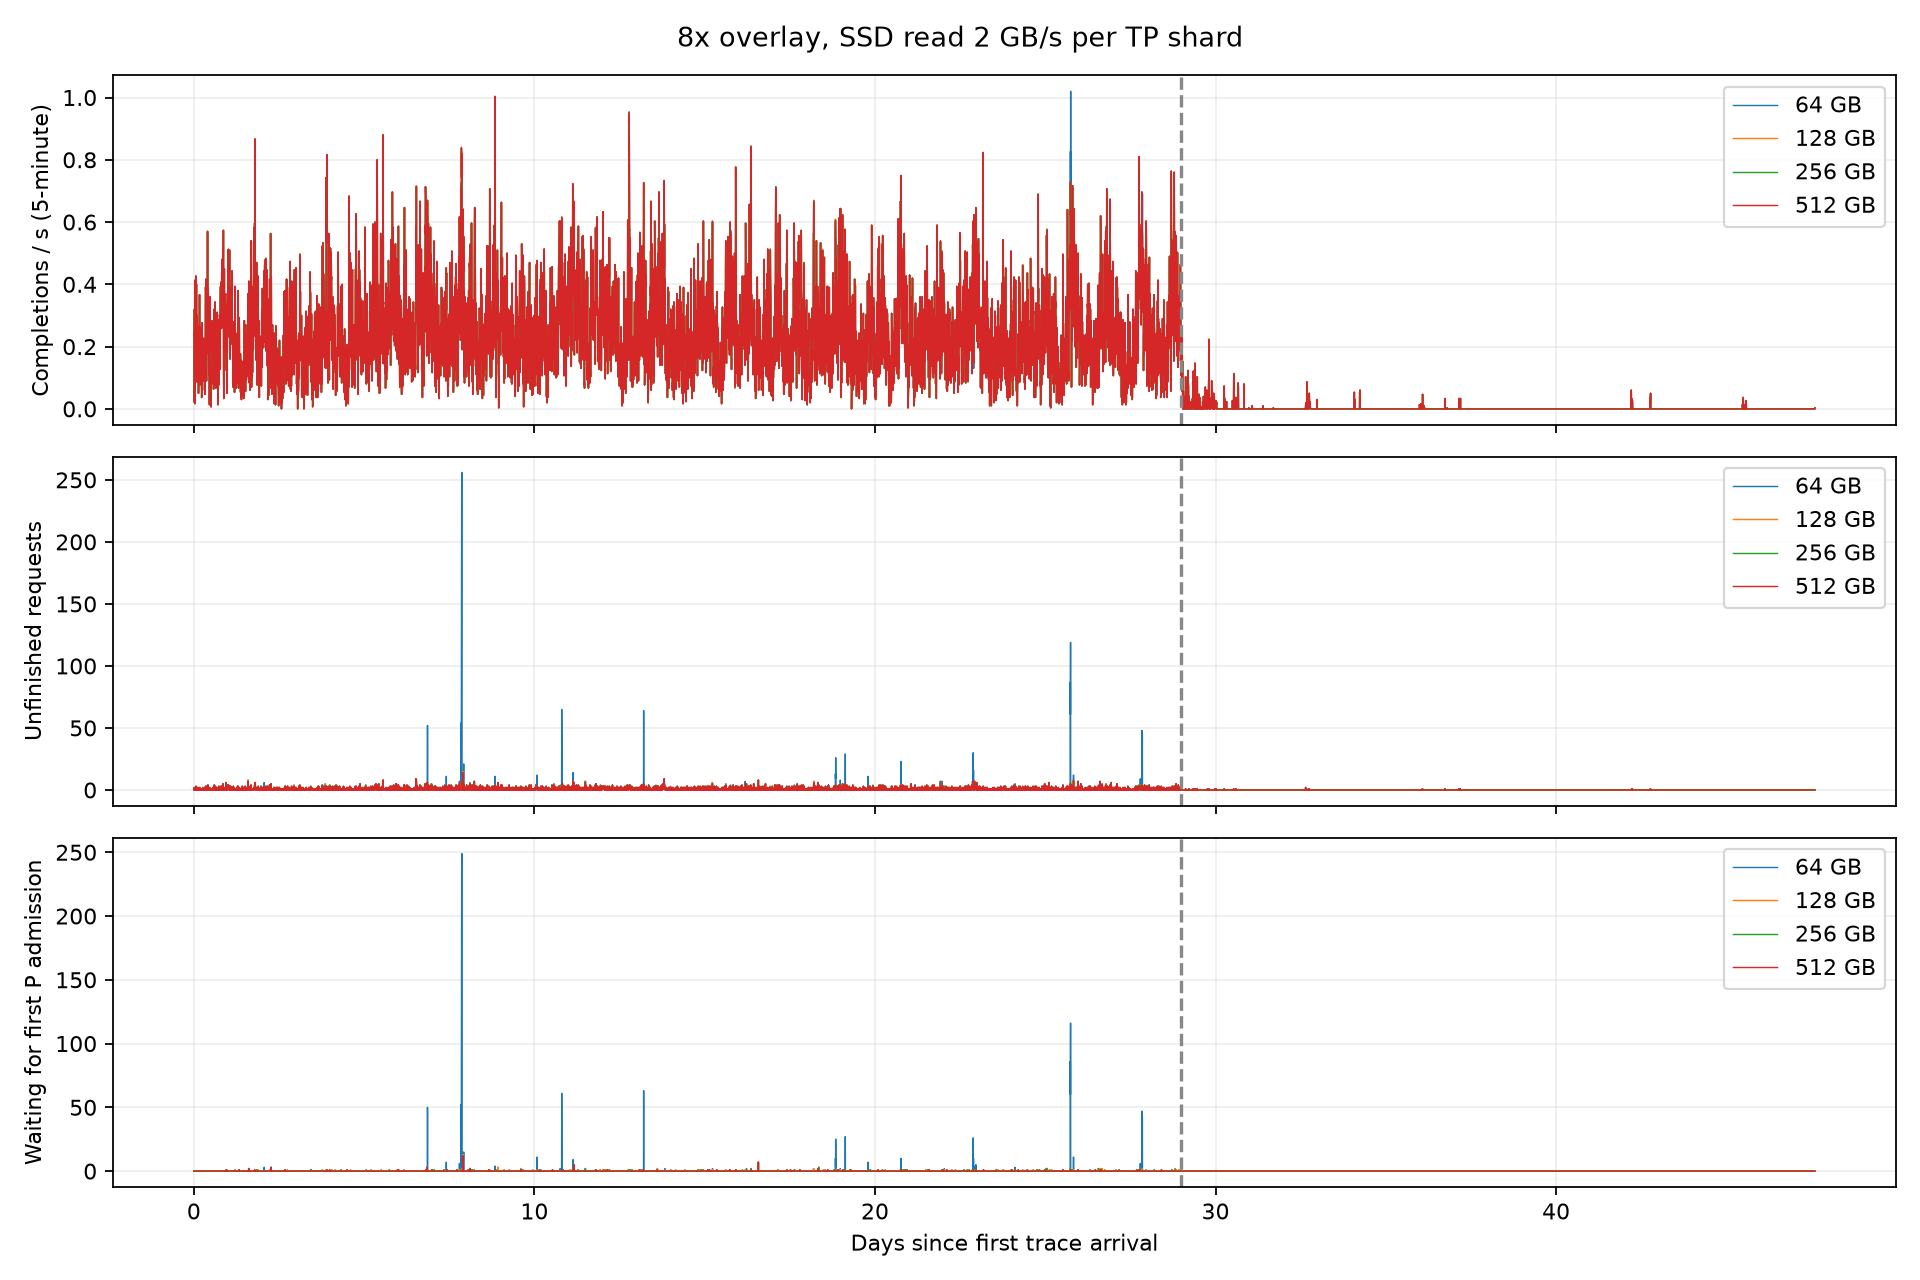 8x overlay, SSD read 2 GB/s per TP shard
Completions / s (5-minute)
1.0
0.8
0.6
0.4
0.2
0.0
64 GB
128 GB
256 GB
512 GB
Unfinished requests
250
200
150
100
50
0
64 GB
128 GB
256 GB
512 GB
Waiting for first P admission
250
200
150
100
50
0
64 GB
128 GB
256 GB
512 GB
0
10
20
30
40
Days since first trace arrival